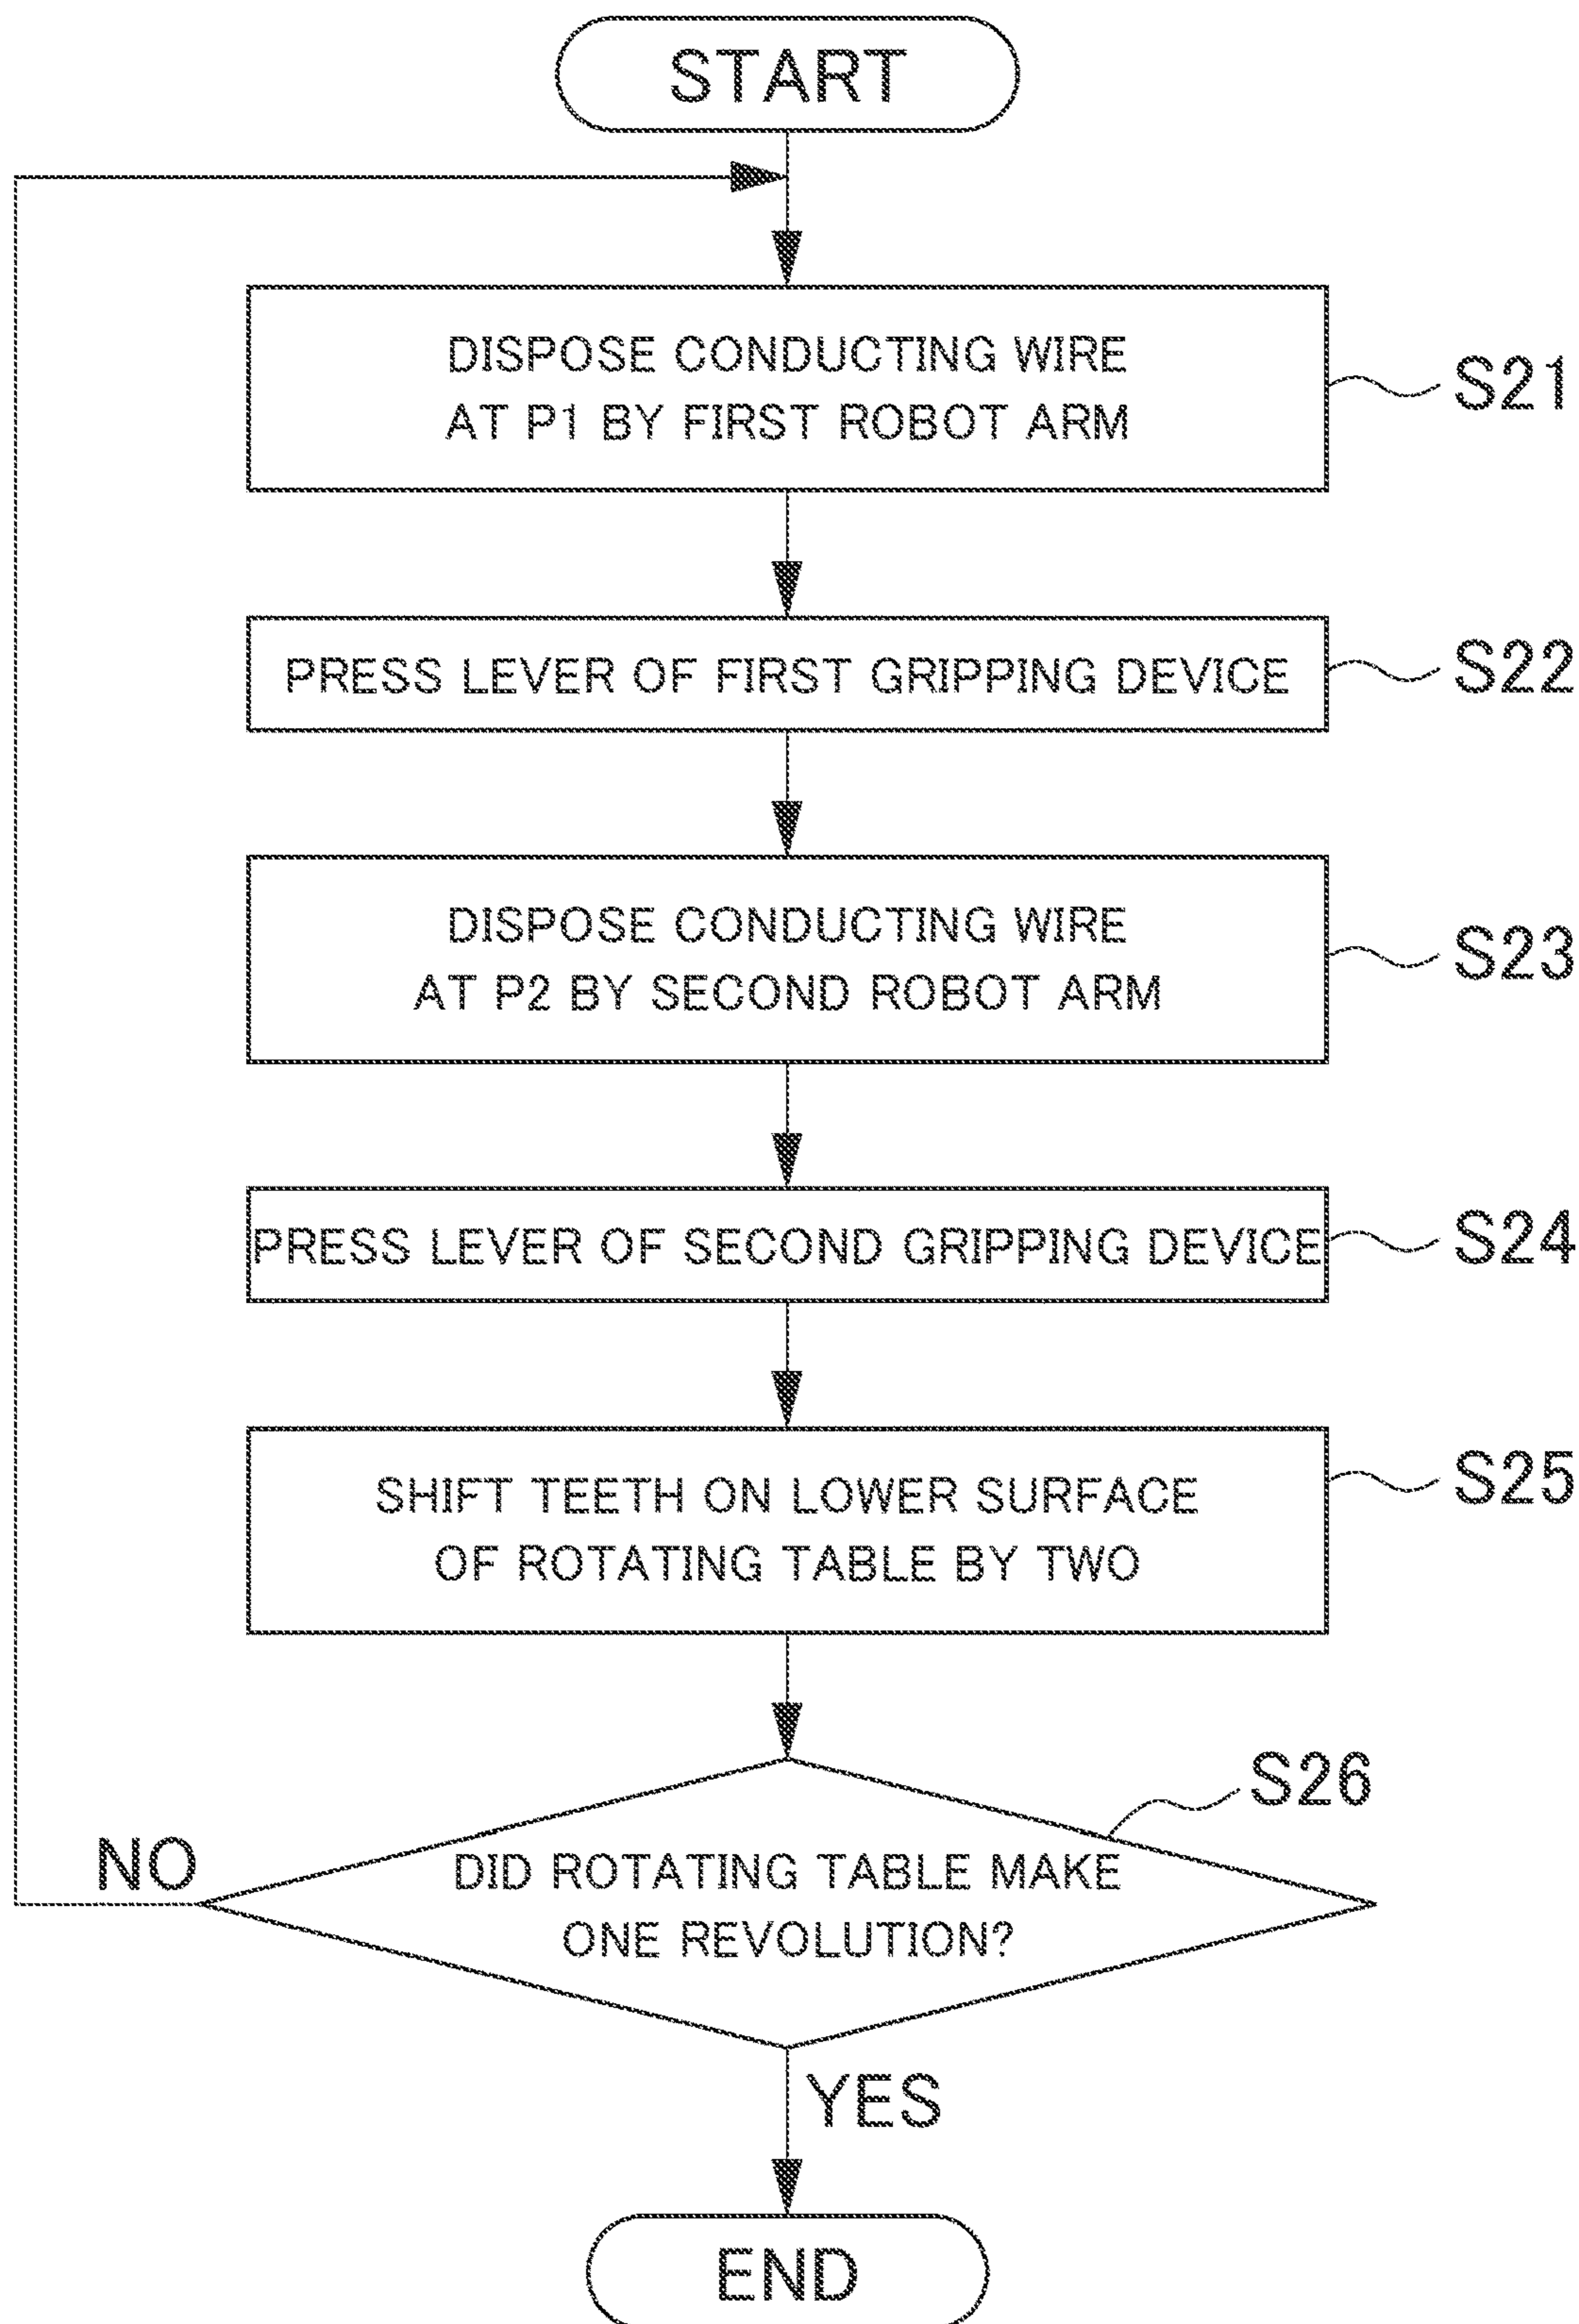 START
DISPOSE CONDUCTING WIRE
AT P1 BY FIRST ROBOT ARM
S21
PRESS LEVER OF FIRST GRIPPING DEVICE
S22
DISPOSE CONDUCTING WIRE
AT P2 BY SECOND ROBOT ARM
S23
PRESS LEVER OF SECOND GRIPPING DEVICE
S24
SHIFT TEETH ON LOWER SURFACE
OF ROTATING TABLE BY TWO
S25
S26
NO
DID ROTATING TABLE MAKE
ONE REVOLUTION?
YES
END